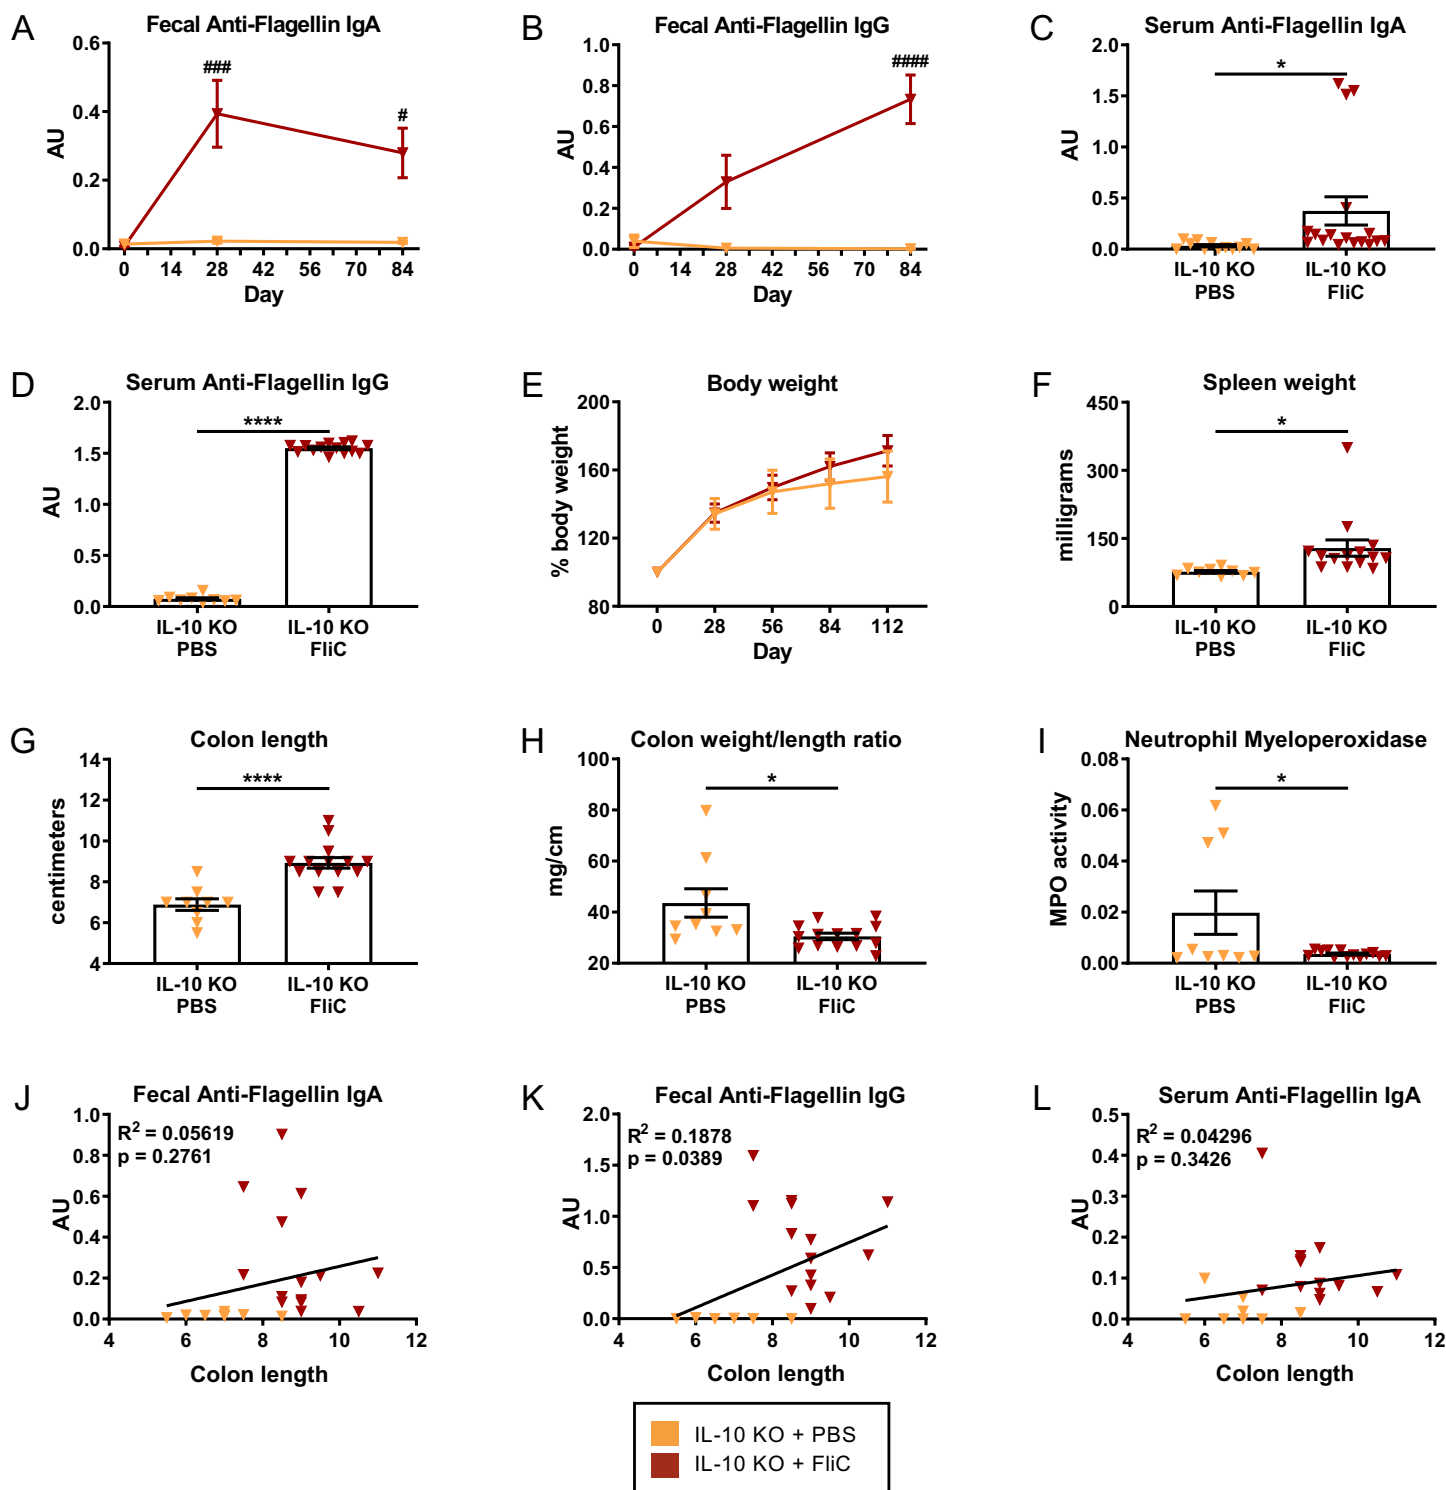 A
Fecal Anti-Flagellin IgA
0.6
0.4
0.2
0.0
AU
###
#
0 14 28 42 56 70 84
Day
B
Fecal Anti-Flagellin IgG
1.0
0.8
0.6
0.4
0.2
0.0
AU
####
0 14 28 42 56 70 84
Day
C
Serum Anti-Flagellin IgA
2.0
1.5
1.0
0.5
0.0
AU
*
IL-10 KO IL-10 KO
PBS FliC
D
Serum Anti-Flagellin IgG
2.0
1.5
1.0
0.5
0.0
AU
****
IL-10 KO IL-10 KO
PBS FliC
E
Body weight
200
160
120
80
% body weight
0 28 56 84 112
Day
F
Spleen weight
450
300
150
0
milligrams
*
IL-10 KO IL-10 KO
PBS FliC
G
Colon length
14
12
10
8
6
4
centimeters
****
IL-10 KO IL-10 KO
PBS FliC
H
Colon weight/length ratio
100
80
60
40
20
mg/cm
*
IL-10 KO IL-10 KO
PBS FliC
I
Neutrophil Myeloperoxidase
0.08
0.06
0.04
0.02
0.00
MPO activity
*
IL-10 KO IL-10 KO
PBS FliC
J
Fecal Anti-Flagellin IgA
R² = 0.05619
p = 0.2761
1.0
0.8
0.6
0.4
0.2
0.0
AU
4 6 8 10 12
Colon length
K
Fecal Anti-Flagellin IgG
R² = 0.1878
p = 0.0389
2.0
1.5
1.0
0.5
0.0
AU
4 6 8 10 12
Colon length
L
Serum Anti-Flagellin IgA
R² = 0.04296
p = 0.3426
0.5
0.4
0.3
0.2
0.1
0.0
AU
4 6 8 10 12
Colon length
IL-10 KO + PBS
IL-10 KO + FliC